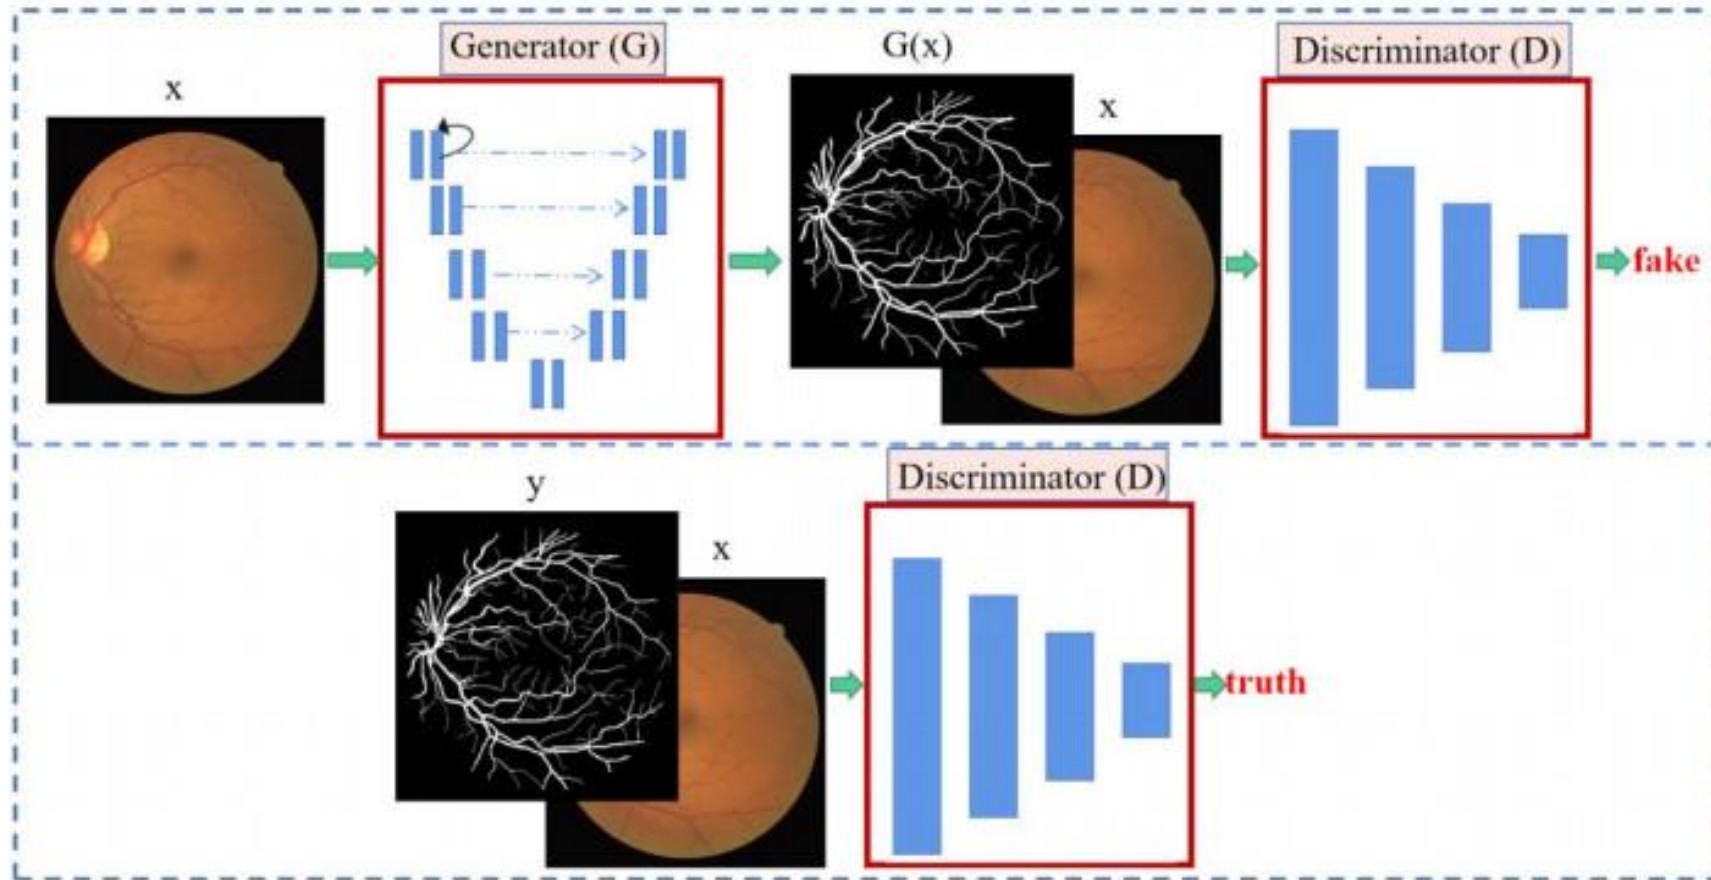 Generator (G)
G(x)
Discriminator (D)
x
x
fake
Discriminator (D)
y
x
truth